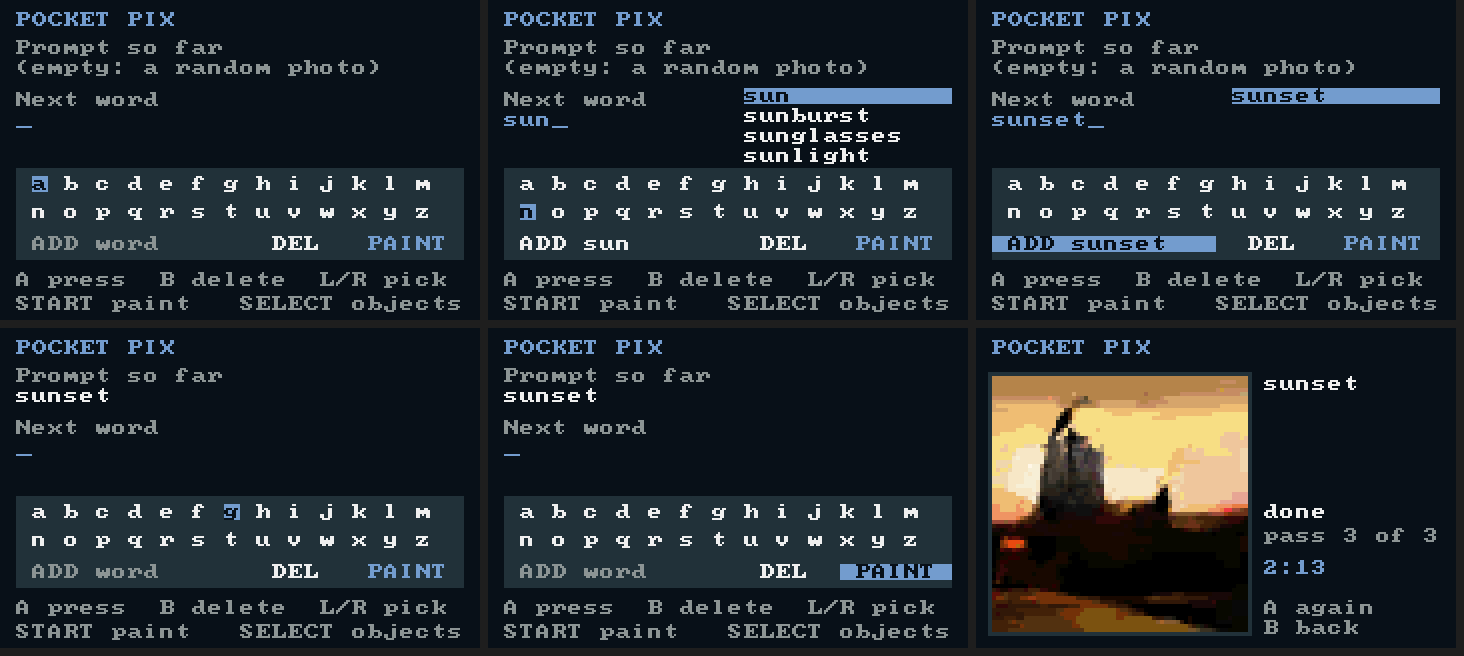 POCKET PIX
Prompt so far
(empty: a random photo)
Next word
_
a b c d e f g h i j k l m
n o p q r s t u v w x y z
ADD word DEL PAINT
A press B delete L/R pick
START paint SELECT objects
POCKET PIX
Prompt so far
(empty: a random photo)
Next word
sun_
sun
sunburst
sunglasses
sunlight
a b c d e f g h i j k l m
n o p q r s t u v w x y z
ADD sun DEL PAINT
A press B delete L/R pick
START paint SELECT objects
POCKET PIX
Prompt so far
(empty: a random photo)
Next word
sunset_
sunset
a b c d e f g h i j k l m
n o p q r s t u v w x y z
ADD sunset DEL PAINT
A press B delete L/R pick
START paint SELECT objects
POCKET PIX
Prompt so far
sunset
Next word
_
a b c d e f g h i j k l m
n o p q r s t u v w x y z
ADD word DEL PAINT
A press B delete L/R pick
START paint SELECT objects
POCKET PIX
Prompt so far
sunset
Next word
_
a b c d e f g h i j k l m
n o p q r s t u v w x y z
ADD word DEL PAINT
A press B delete L/R pick
START paint SELECT objects
POCKET PIX
sunset
done
pass 3 of 3
2:13
A again
B back